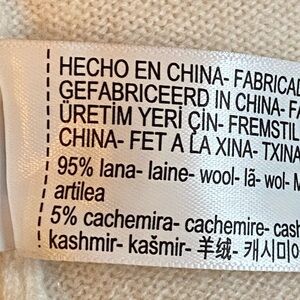 HECHO EN CHINA- FABRICAD
GEFABRICEERD IN CHINA- FA
ÜRETİM YERİ ÇİN- FREMSTIL
CHINA- FET A LA XINA- TXINA
95% lana- laine- wool- lã- wol- M
artilea
5% cachemira- cachemire- cash
kashmir- kašmir- 羊绒- 캐시미어